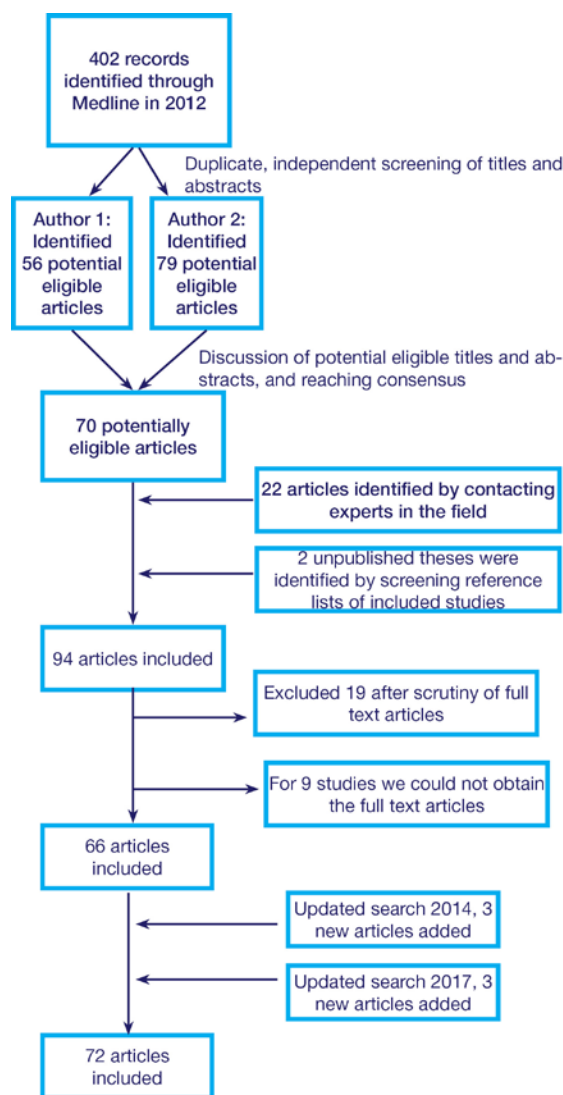 402 records
identified through
Medline in 2012
Duplicate, independent screening of titles and
abstracts
Author 1:
Identified
56 potential
eligible
articles
Author 2:
Identified
79 potential
eligible
articles
Discussion of potential eligible titles and ab-
stracts, and reaching consensus
70 potentially
eligible articles
22 articles identified by contacting
experts in the field
2 unpublished theses were
identified by screening reference
lists of included studies
94 articles included
Excluded 19 after scrutiny of full
text articles
For 9 studies we could not obtain
the full text articles
66 articles
included
Updated search 2014, 3
new articles added
Updated search 2017, 3
new articles added
72 articles
included